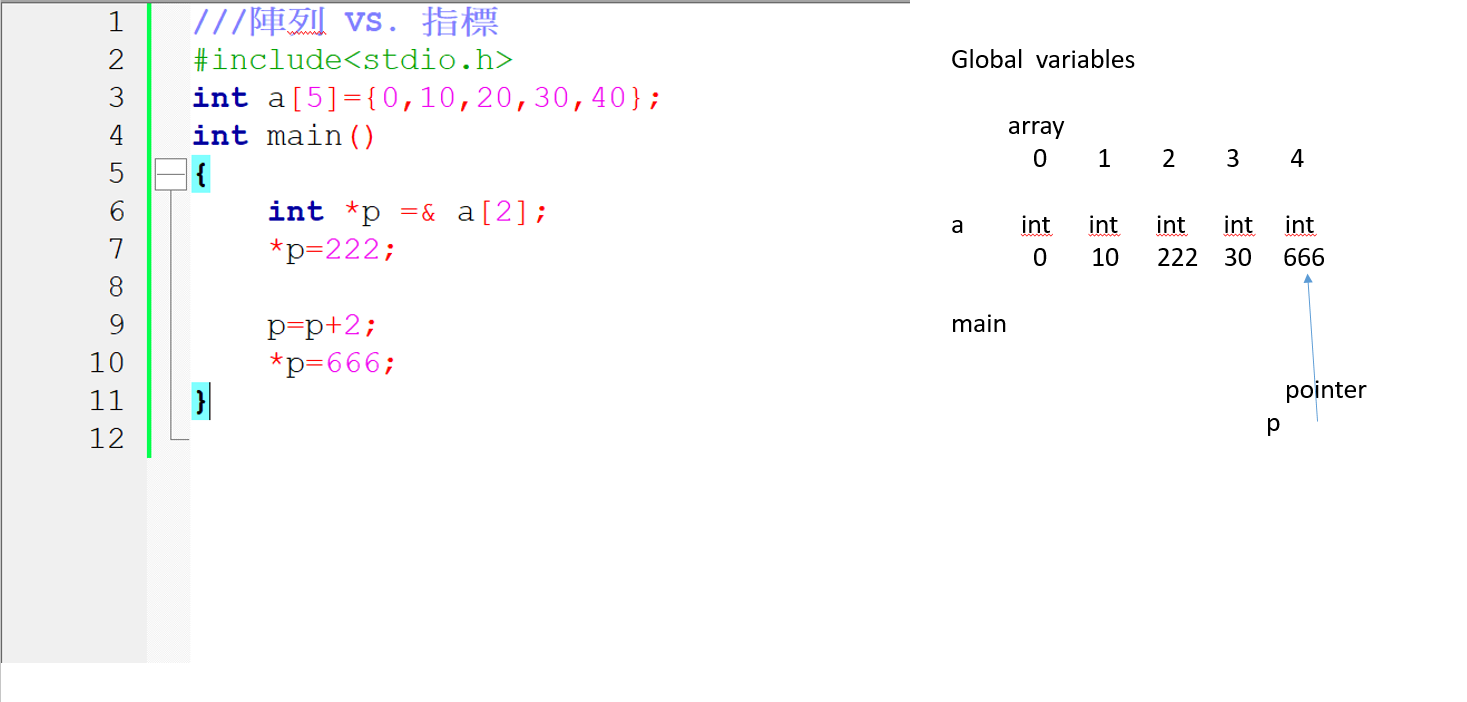 1 ///陣列 vs. 指標
2 #include<stdio.h>
3 int a[5]={0,10,20,30,40};
4 int main()
5 {
6 int *p =& a[2];
7 *p=222;
8
9 p=p+2;
10 *p=666;
11 }
12
Global variables
array
0 1 2 3 4
a int int int int int
0 10 222 30 666
main
pointer
p